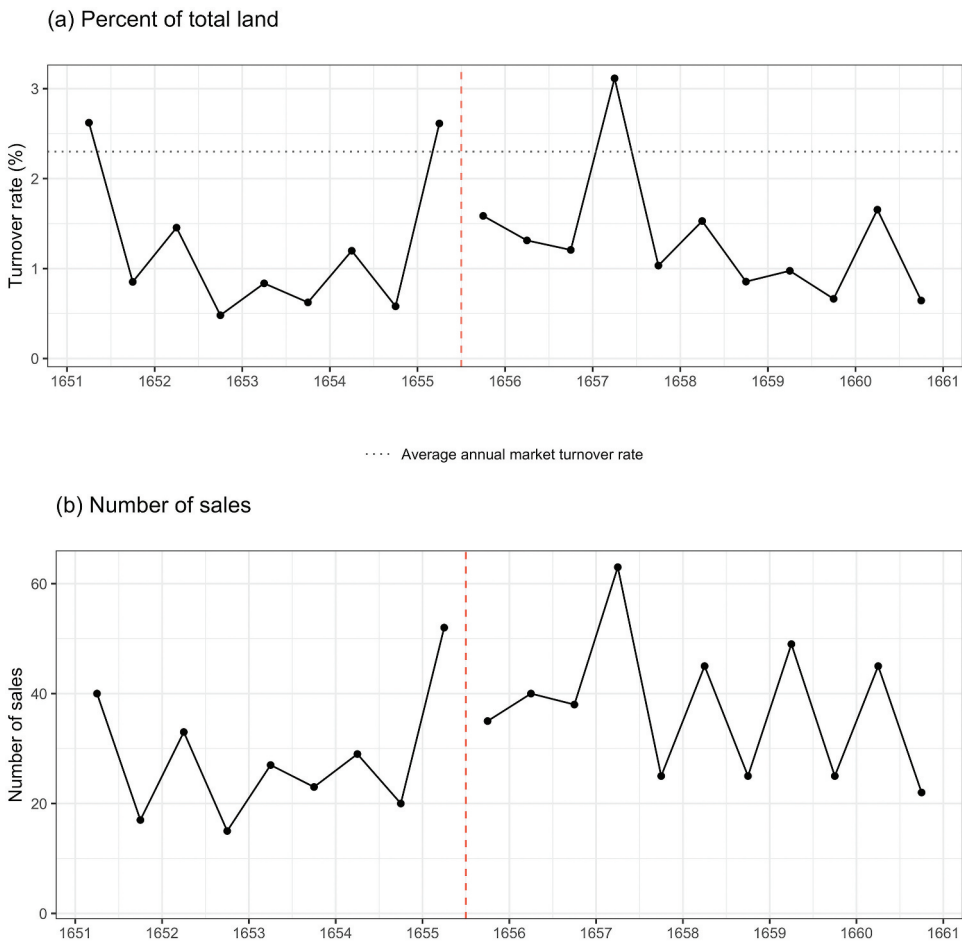 (a) Percent of total land
Turnover rate (%)
3
2
1
0
1651 1652 1653 1654 1655 1656 1657 1658 1659 1660 1661
Average annual market turnover rate
(b) Number of sales
Number of sales
60
40
20
0
1651 1652 1653 1654 1655 1656 1657 1658 1659 1660 1661